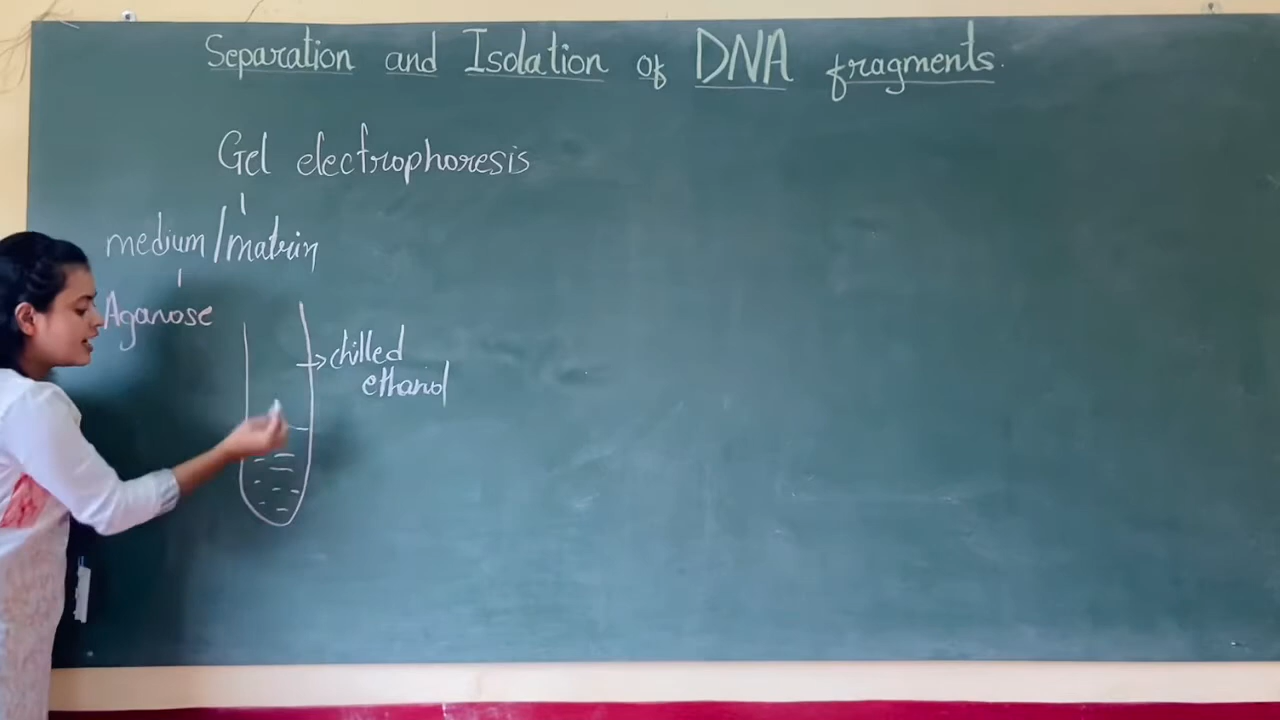 Separation and Isolation of DNA fragments.
Gel electrophoresis
medium/matrix
Agarose
chilled
ethanol